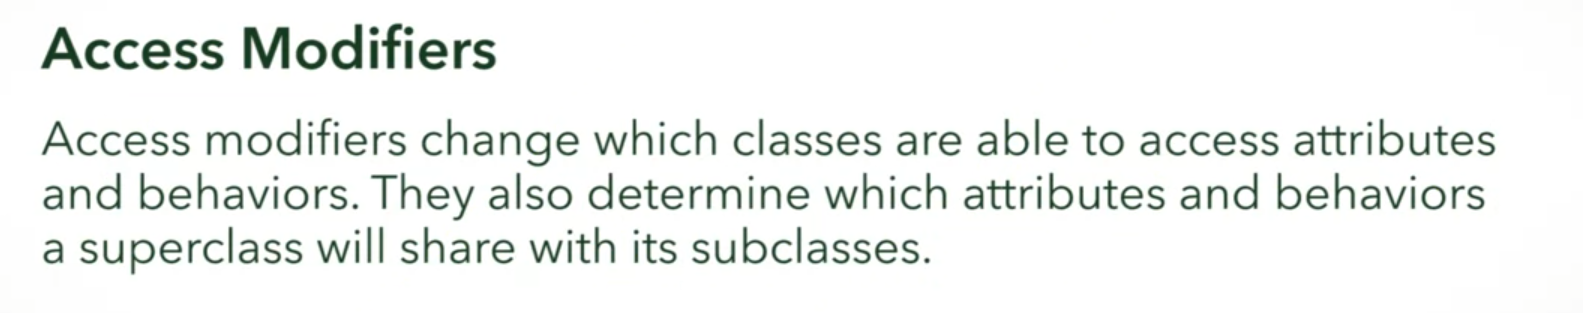 Access Modifiers
Access modifiers change which classes are able to access attributes
and behaviors. They also determine which attributes and behaviors
a superclass will share with its subclasses.